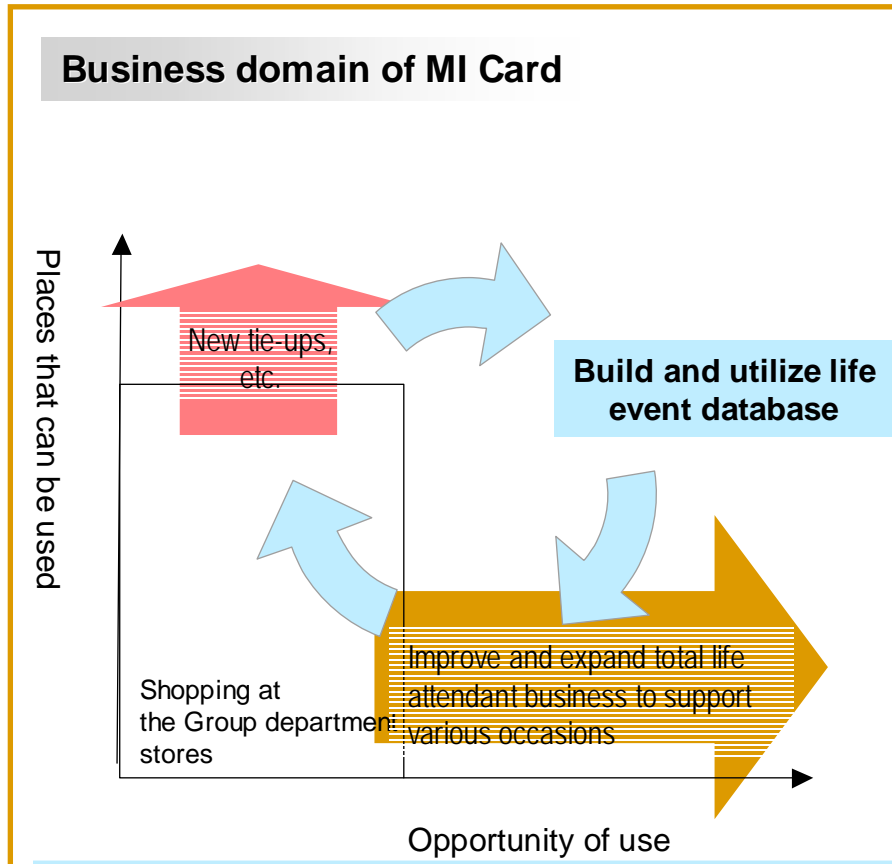 Business domain of MI Card
Places that can be used
New tie-ups,
etc.
Build and utilize life
event database
Improve and expand total life
attendant business to support
various occasions
Shopping at
the Group department
stores
Opportunity of use